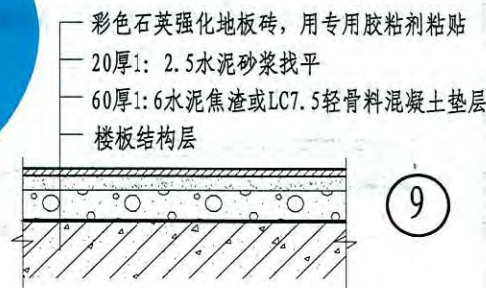 彩色石英强化地板砖，用专用胶粘剂粘贴
20厚1：2.5水泥砂浆找平
60厚1:6水泥焦渣或LC7.5轻骨料混凝土垫层
楼板结构层
9